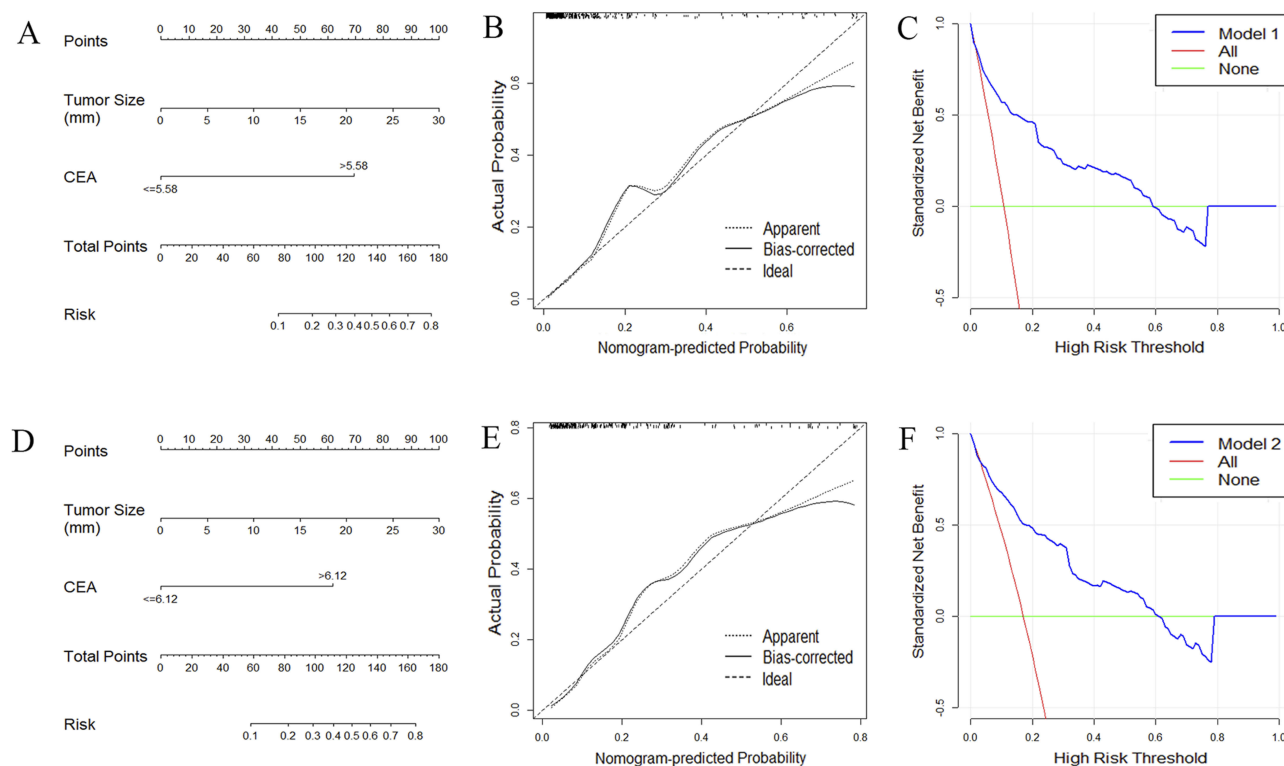 A
Points
0 10 20 30 40 50 60 70 80 90 100
Tumor Size
(mm)
0 5 10 15 20 25 30
CEA
>5.58
<=5.58
Total Points
0 20 40 60 80 100 120 140 160 180
Risk
0.1 0.2 0.3 0.4 0.5 0.6 0.7 0.8
B
Actual Probability
0.0 0.2 0.4 0.6
Apparent
Bias-corrected
Ideal
0.0 0.2 0.4 0.6
Nomogram-predicted Probability
C
Standardized Net Benefit
-0.5 0.0 0.5 1.0
Model 1
All
None
0.0 0.2 0.4 0.6 0.8 1.0
High Risk Threshold
D
Points
0 10 20 30 40 50 60 70 80 90 100
Tumor Size
(mm)
0 5 10 15 20 25 30
CEA
>6.12
<=6.12
Total Points
0 20 40 60 80 100 120 140 160 180
Risk
0.1 0.2 0.3 0.4 0.5 0.6 0.7 0.8
E
Actual Probability
0.0 0.2 0.4 0.6 0.8
Apparent
Bias-corrected
Ideal
0.0 0.2 0.4 0.6 0.8
Nomogram-predicted Probability
F
Standardized Net Benefit
-0.5 0.0 0.5 1.0
Model 2
All
None
0.0 0.2 0.4 0.6 0.8 1.0
High Risk Threshold